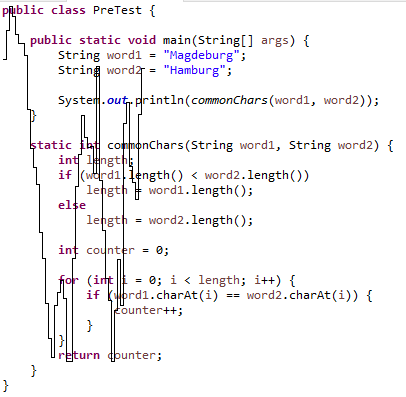 public class PreTest {
public static void main(String[] args) {
String word1 = "Magdeburg";
String word2 = "Hamburg";
System.out.println(commonChars(word1, word2));
}
static int commonChars(String word1, String word2) {
int length;
if (word1.length() < word2.length())
length = word1.length();
else
length = word2.length();
int counter = 0;
for (int i = 0; i < length; i++) {
if (word1.charAt(i) == word2.charAt(i)) {
counter++;
}
}
return counter;
}
}